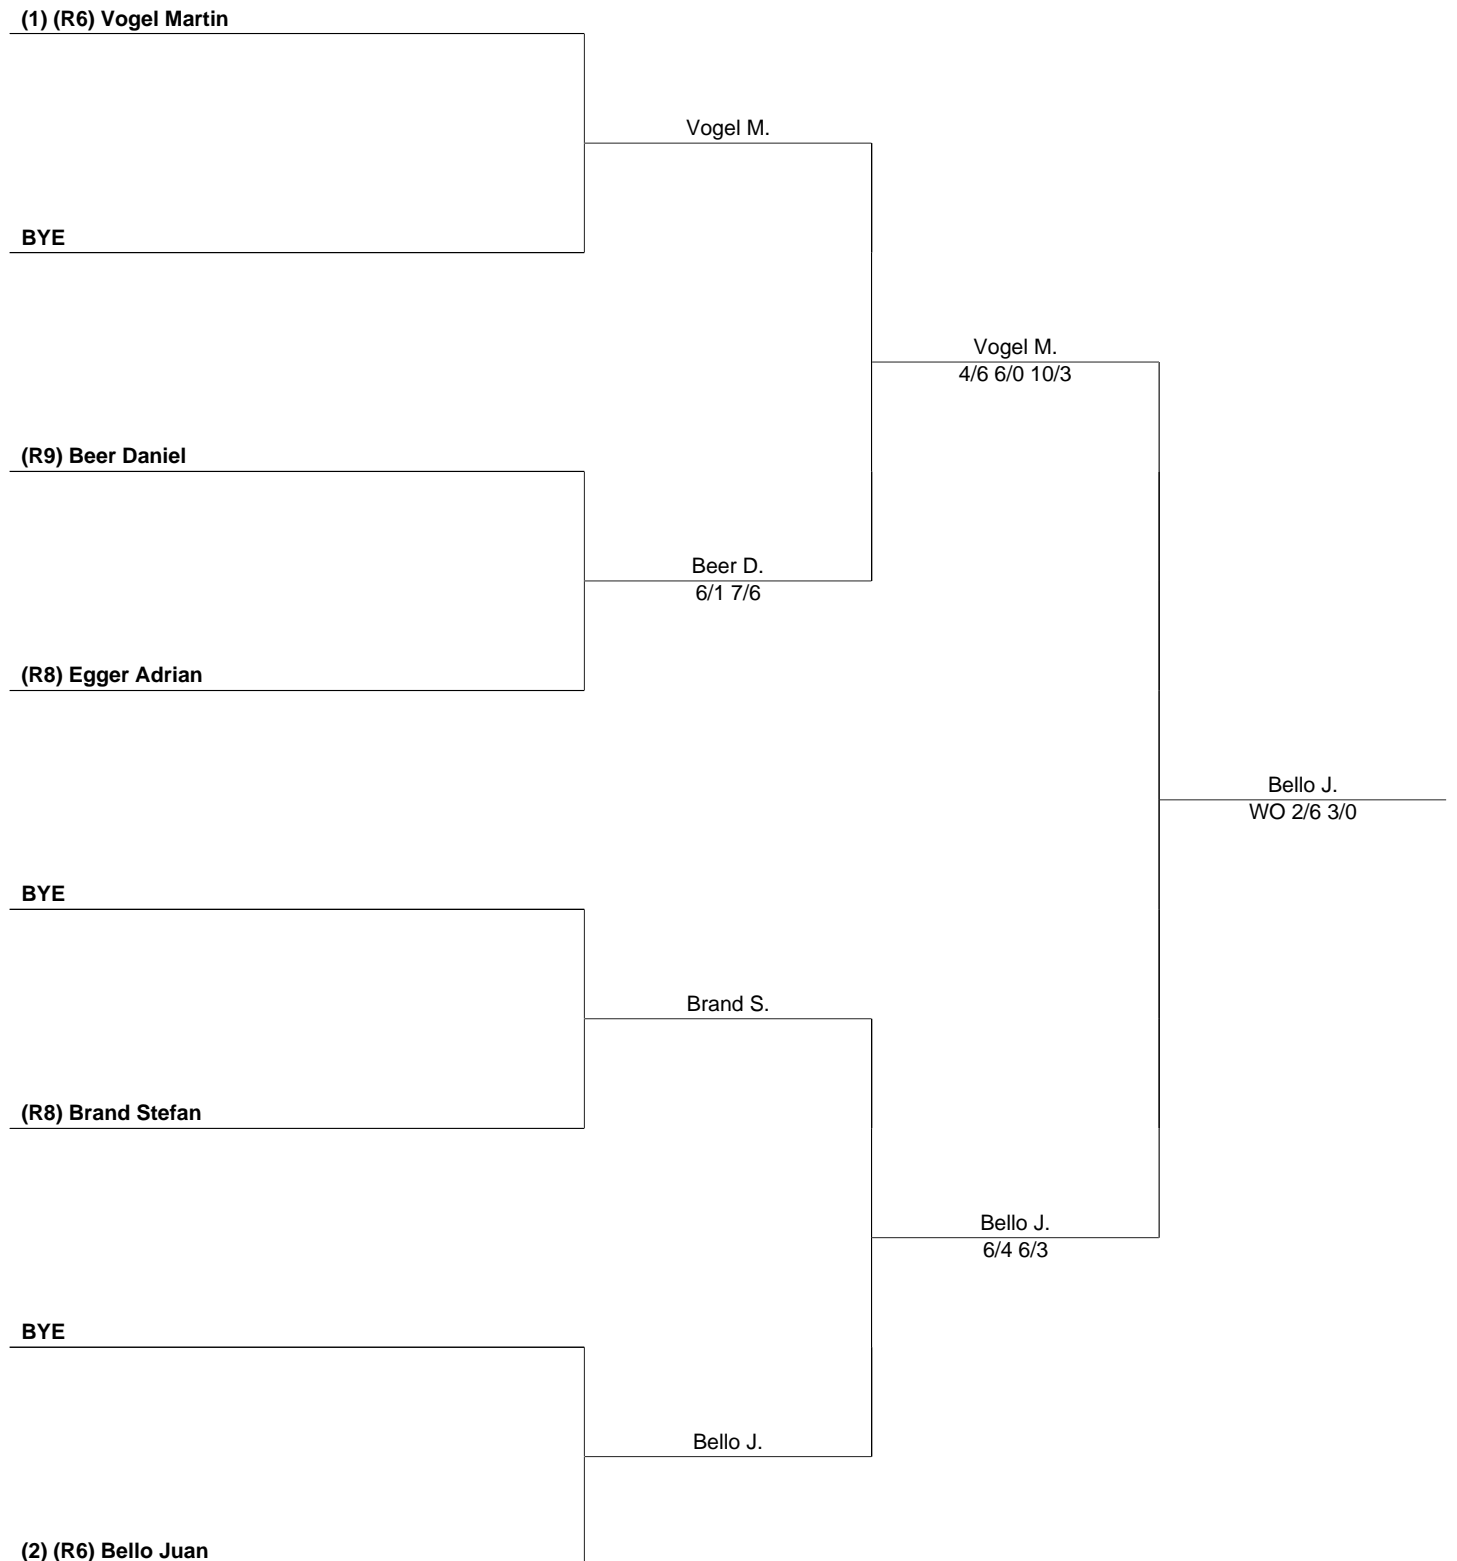 (1) (R6) Vogel Martin
Vogel M.
BYE
Vogel M.
4/6 6/0 10/3
(R9) Beer Daniel
Beer D.
6/1 7/6
(R8) Egger Adrian
Bello J.
WO 2/6 3/0
BYE
Brand S.
(R8) Brand Stefan
Bello J.
6/4 6/3
BYE
Bello J.
(2) (R6) Bello Juan